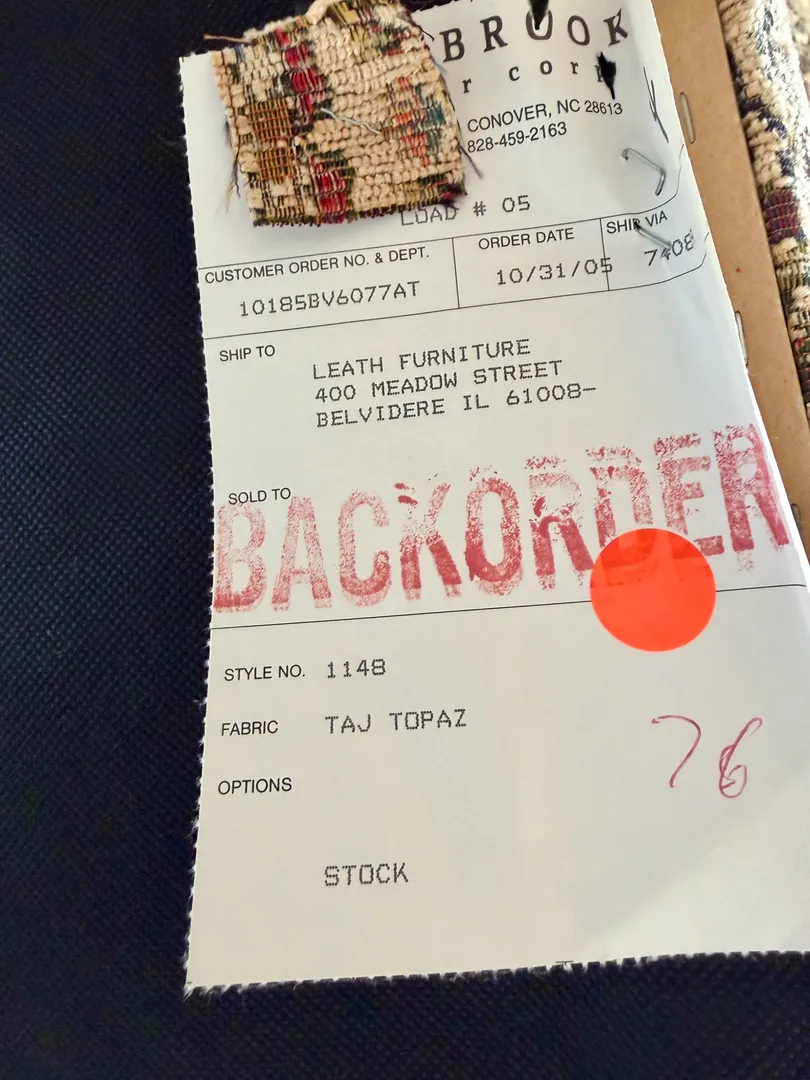 BROOK
r corp
CONOVER, NC 28613
828-459-2163
LOAD # 05
CUSTOMER ORDER NO. & DEPT.
ORDER DATE
SHIP VIA
10185BV6077AT
10/31/05
7408
SHIP TO
LEATH FURNITURE
400 MEADOW STREET
BELVIDERE IL 61008-
SOLD TO
BACKORDER
STYLE NO. 1148
FABRIC TAJ TOPAZ
76
OPTIONS
STOCK